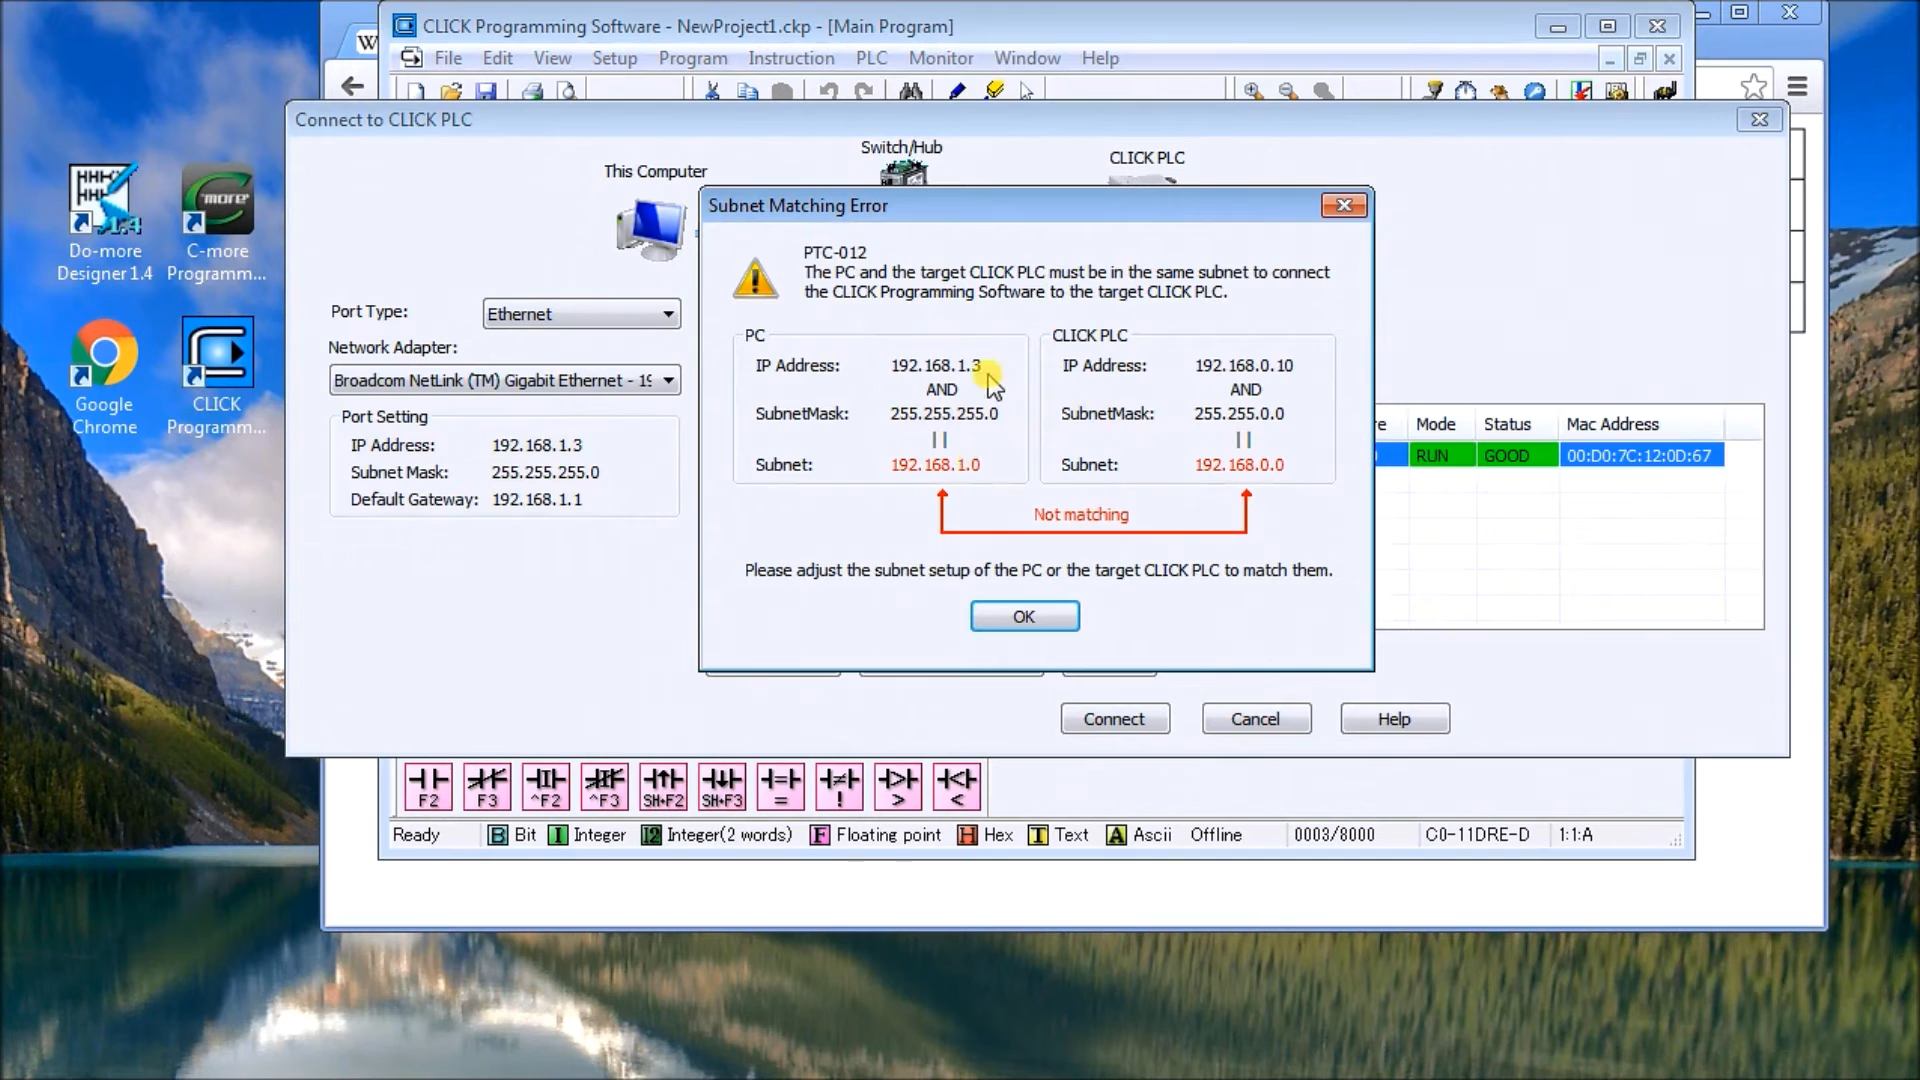 W
CLICK Programming Software - NewProject1.ckp - [Main Program]
File Edit View Setup Program Instruction PLC Monitor Window Help
Connect to CLICK PLC
This Computer
Switch/Hub
CLICK PLC
Do-more
Designer 1.4
C-more
Programm...
Google
Chrome
CLICK
Programm...
Port Type:
Ethernet
Network Adapter:
Broadcom NetLink (TM) Gigabit Ethernet - 19
Port Setting
IP Address: 192.168.1.3
Subnet Mask: 255.255.255.0
Default Gateway: 192.168.1.1
Subnet Matching Error
PTC-012
The PC and the target CLICK PLC must be in the same subnet to connect
the CLICK Programming Software to the target CLICK PLC.
PC
IP Address: 192.168.1.3
AND
SubnetMask: 255.255.255.0
||
Subnet: 192.168.1.0
CLICK PLC
IP Address: 192.168.0.10
AND
SubnetMask: 255.255.0.0
||
Subnet: 192.168.0.0
Not matching
Please adjust the subnet setup of the PC or the target CLICK PLC to match them.
OK
re Mode Status Mac Address
RUN GOOD 00:D0:7C:12:0D:67
Connect Cancel Help
F2 F3 ^F2 ^F3 SH+F2 SH+F3 = ! > <
Ready B Bit I Integer I2 Integer(2 words) F Floating point H Hex T Text A Ascii Offline 0003/8000 C0-11DRE-D 1:1:A